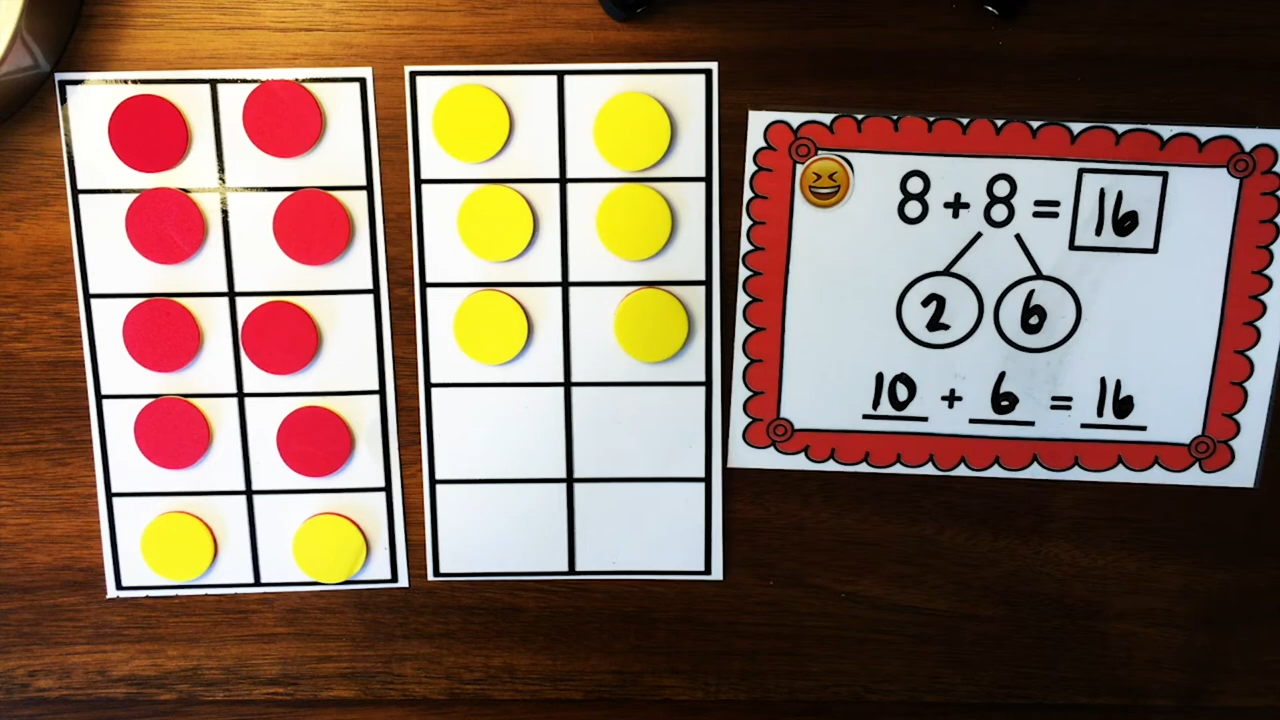 8 + 8 = 16
2 6
10 + 6 = 16